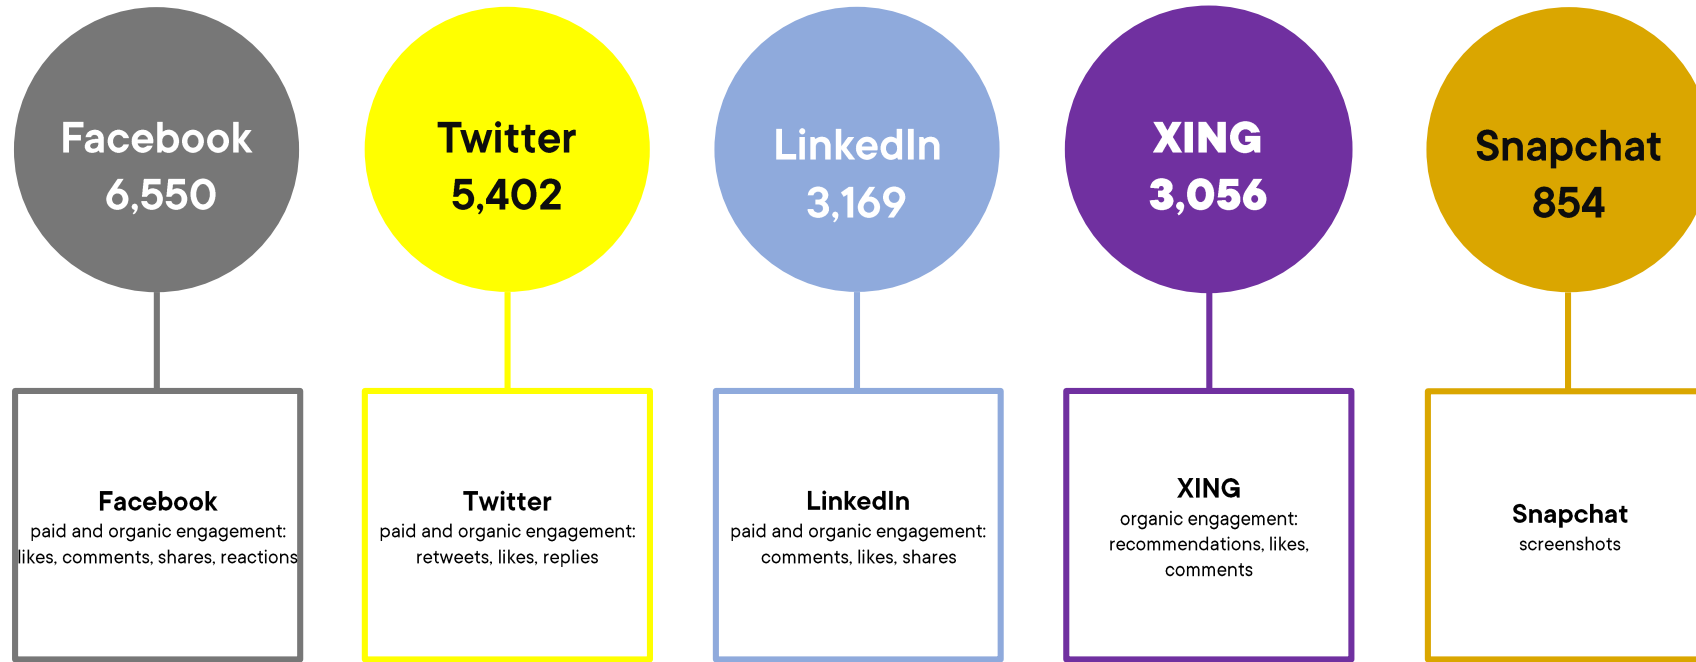 Facebook
6,550
Twitter
5,402
LinkedIn
3,169
XING
3,056
Snapchat
854
Facebook
paid and organic engagement:
likes, comments, shares, reactions
Twitter
paid and organic engagement:
retweets, likes, replies
LinkedIn
paid and organic engagement:
comments, likes, shares
XING
organic engagement:
recommendations, likes,
comments
Snapchat
screenshots